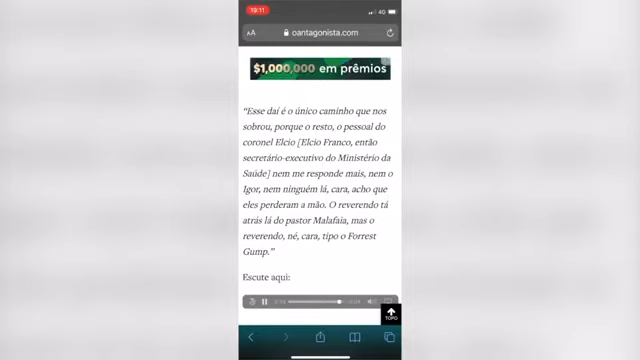 19:11
4G
AA
oantagonista.com
$1,000,000 em prêmios
“Esse daí é o único caminho que nos
sobrou, porque o resto, o pessoal do
coronel Elcio [Elcio Franco, então
secretário-executivo do Ministério da
Saúde] nem me responde mais, nem o
Igor, nem ninguém lá, cara, acho que
eles perderam a mão. O reverendo tá
atrás lá do pastor Malafaia, mas o
reverendo, né, cara, tipo o Forrest
Gump.”
Escute aqui:
TOPO